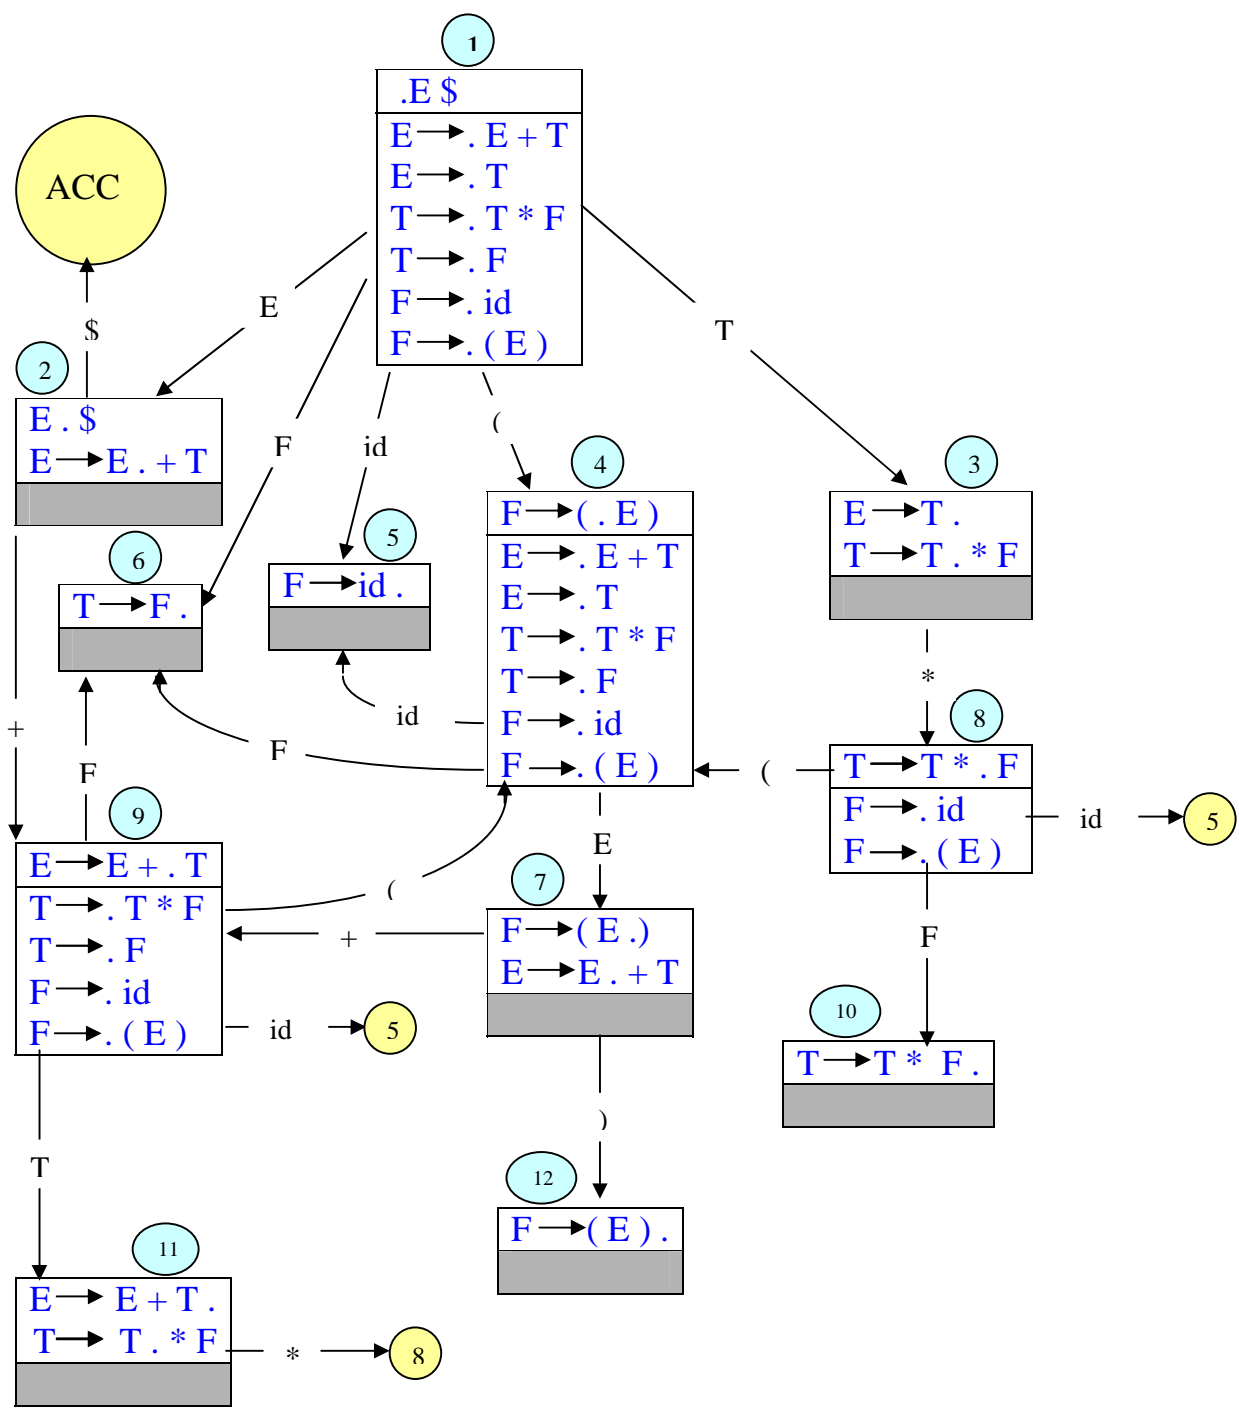 1
.E $
E→. E + T
E→. T
T→. T * F
T→. F
F→. id
F→. ( E )
ACC
$
E
F
id
(
T
2
E . $
E→E . + T
6
T→F .
5
F→id .
4
F→( . E )
E→. E + T
E→. T
T→. T * F
T→. F
F→. id
F→. ( E )
3
E→T .
T→T . * F
*
+
F
F
id
(
8
T→T * . F
F→. id
F→. ( E )
id
5
9
E→E + . T
T→. T * F
T→. F
F→. id
F→. ( E )
(
+
id
5
E
7
F→( E .)
E→E . + T
F
10
T→T * F .
)
12
F→( E ) .
T
11
E→ E + T .
T→ T . * F
*
8